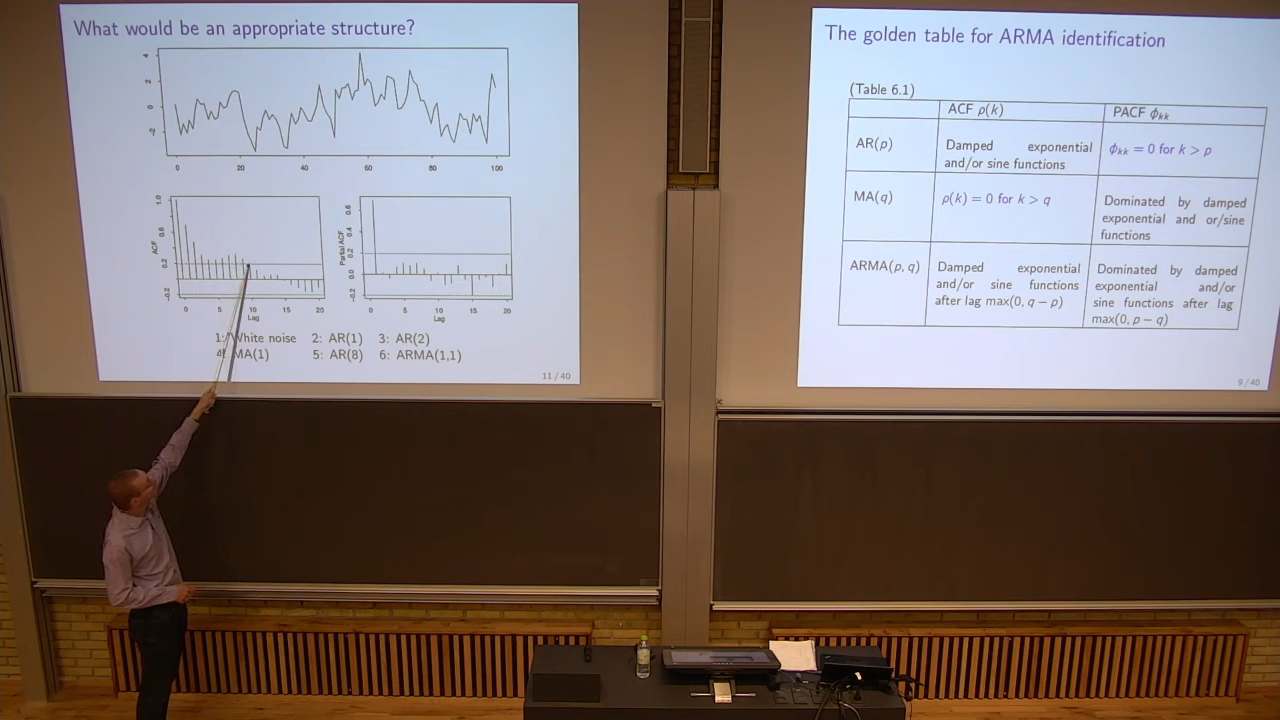 What would be an appropriate structure?
4
2
0
-2
0 20 40 60 80 100
ACF
1.0
0.6
0.2
-0.2
0 5 10 15 20
Lag
Partial ACF
0.6
0.4
0.2
0.0
-0.2
0 5 10 15 20
Lag
1: White noise 2: AR(1) 3: AR(2)
4: MA(1) 5: AR(8) 6: ARMA(1,1)
11 / 40
The golden table for ARMA identification
(Table 6.1)
ACF ρ(k) PACF ϕkk
AR(p)
Damped exponential
and/or sine functions
ϕkk = 0 for k > p
MA(q)
ρ(k) = 0 for k > q
Dominated by damped
exponential and or/sine
functions
ARMA(p, q)
Damped exponential
and/or sine functions
after lag max(0, q − p)
Dominated by damped
exponential and/or
sine functions after lag
max(0, p − q)
9 / 40